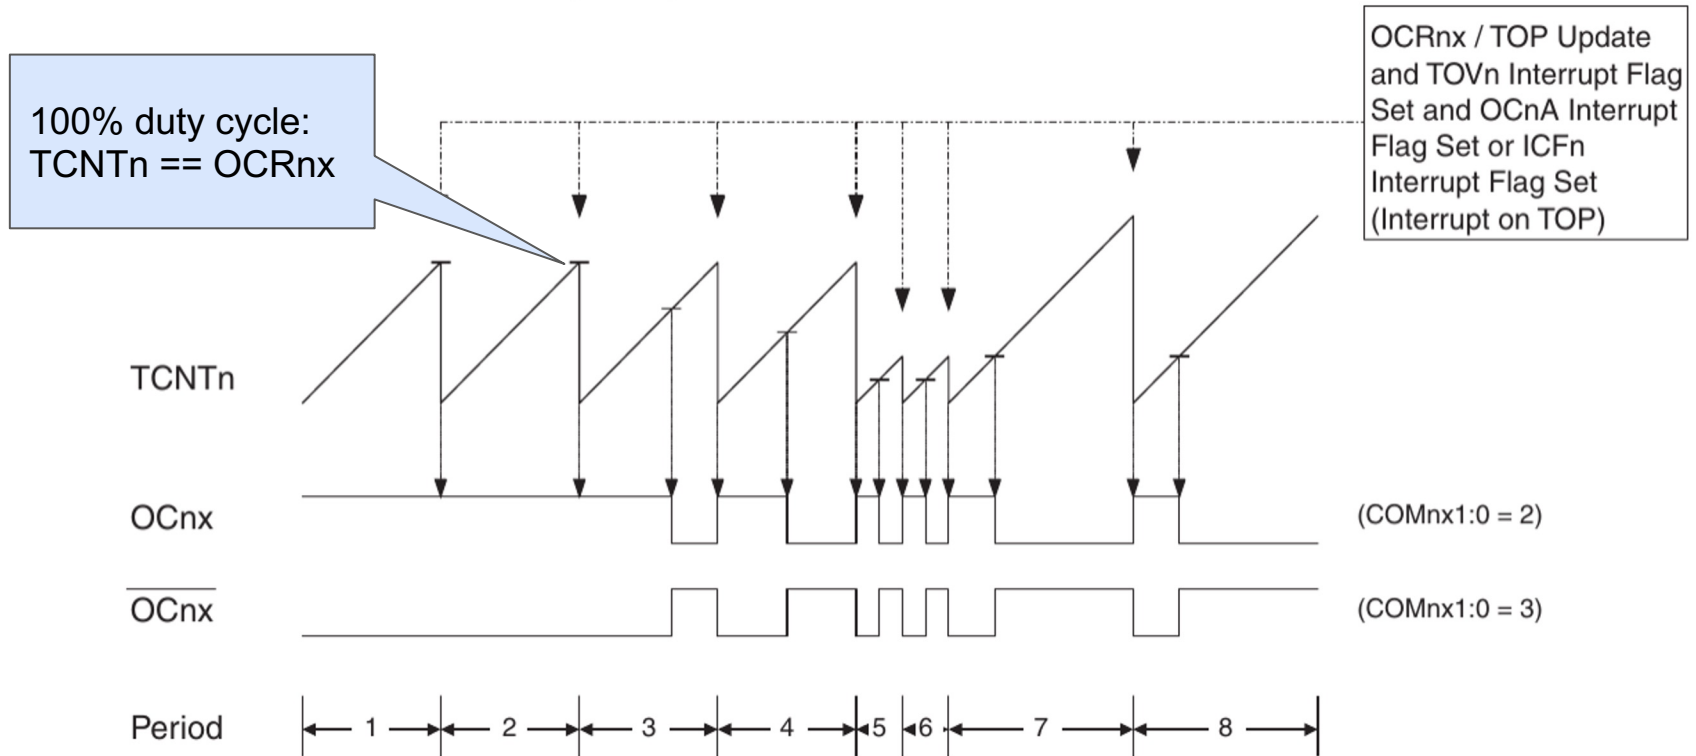 OCRnx / TOP Update
and TOVn Interrupt Flag
Set and OCnA Interrupt
Flag Set or ICFn
Interrupt Flag Set
(Interrupt on TOP)
100% duty cycle:
TCNTn == OCRnx
TCNTn
OCnx
(COMnx1:0 = 2)
OCnx
(COMnx1:0 = 3)
Period
1
2
3
4
5
6
7
8